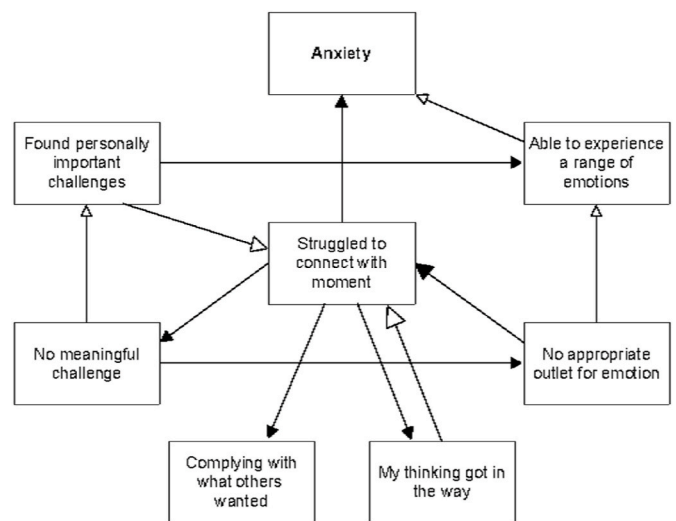 Anxiety
Found personally
important
challenges
Able to experience
a range of
emotions
Struggled to
connect with
moment
No meaningful
challenge
No appropriate
outlet for emotion
Complying with
what others
wanted
My thinking got in
the way